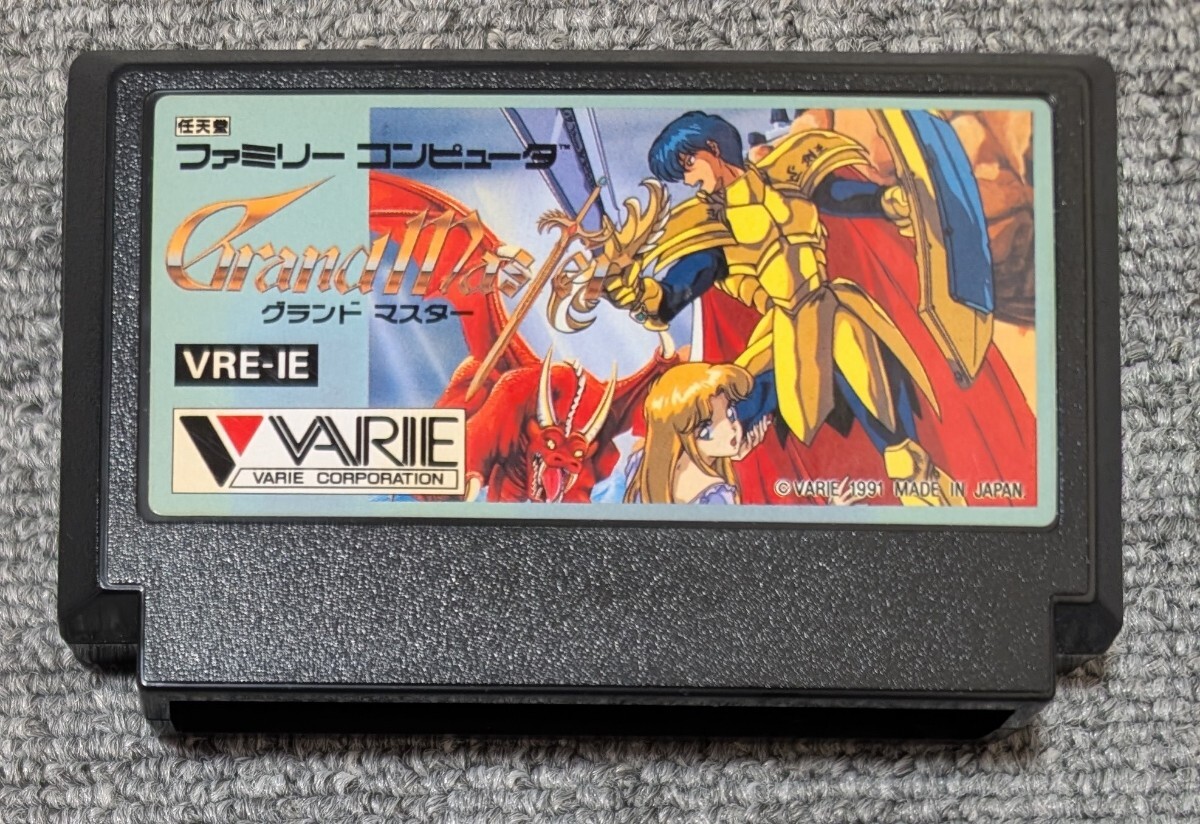 任天堂
ファミリー コンピュータ™
Grand Master
グランド マスター
VRE-IE
VARIE
VARIE CORPORATION
©VARIE 1991 MADE IN JAPAN.